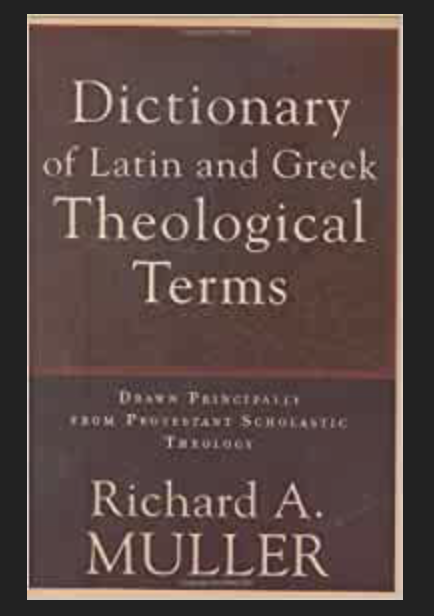 Dictionary
of Latin and Greek
Theological
Terms
Drawn Principally
from Protestant Scholastic
Theology
Richard A.
MULLER